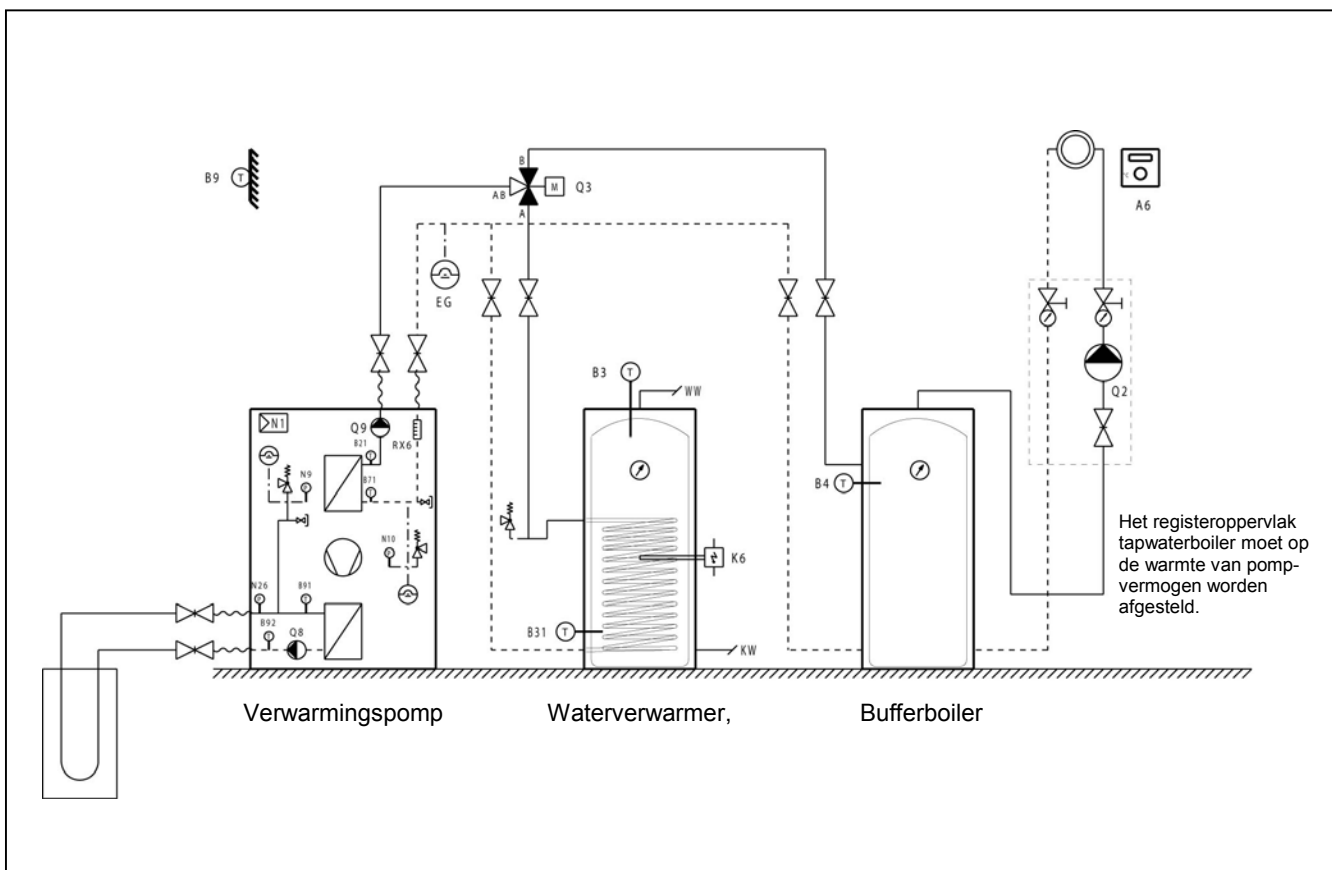 B
B9
T
AB
M
Q3
A
A6
EG
B3
T
WW
Q2
N1
Q9
B21
T
RX6
N9
P
B71
T
B4
T
N10
P
K6
N26
P
B91
T
B92
T
Q8
B31
T
KW
Het registeroppervlak
tapwaterboiler moet op
de warmte van pomp-
vermogen worden
afgesteld.
Verwarmingspomp
Waterverwarmer,
Bufferboiler